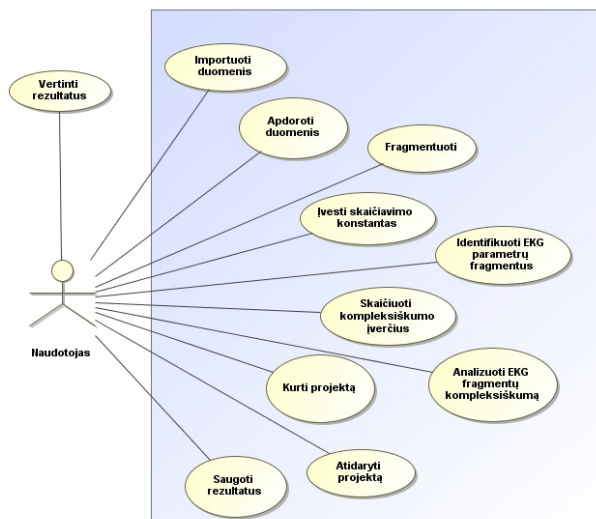 Importuoti
duomenis
Vertinti
rezultatus
Apdoroti
duomenis
Fragmentuoti
Įvesti skaičiavimo
konstantas
Identifikuoti EKG
parametrų
fragmentus
Skaičiuoti
kompleksiškumo
įverčius
Naudotojas
Kurti projektą
Analizuoti EKG
fragmentų
kompleksiškumą
Atidaryti
projektą
Saugoti
rezultatus